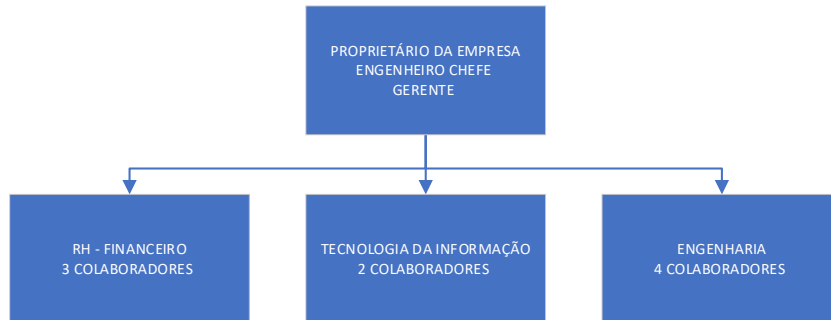 PROPRIETÁRIO DA EMPRESA
ENGENHEIRO CHEFE
GERENTE
RH - FINANCEIRO
3 COLABORADORES
TECNOLOGIA DA INFORMAÇÃO
2 COLABORADORES
ENGENHARIA
4 COLABORADORES